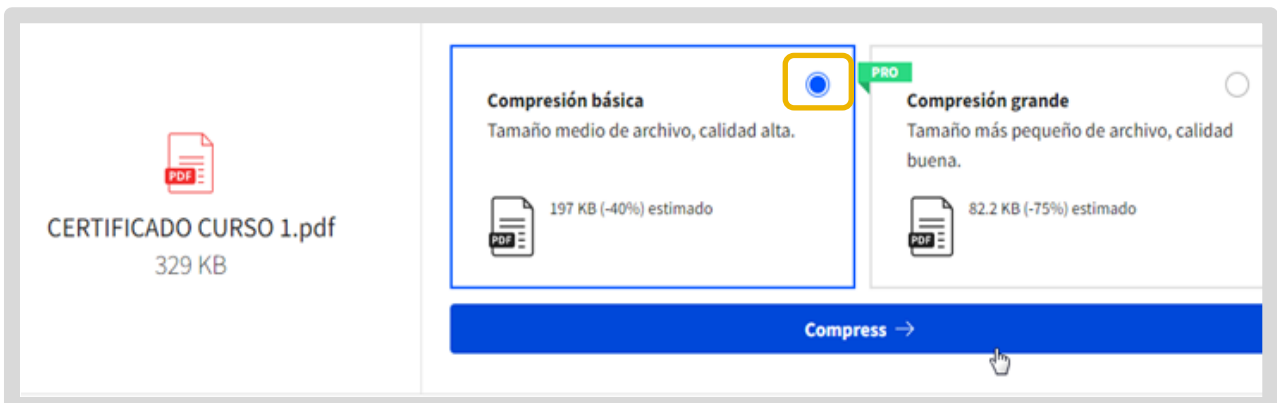 PDF
CERTIFICADO CURSO 1.pdf
329 KB
Compresión básica
Tamaño medio de archivo, calidad alta.
PDF
197 KB (-40%) estimado
PRO
Compresión grande
Tamaño más pequeño de archivo, calidad
buena.
PDF
82.2 KB (-75%) estimado
Compress →